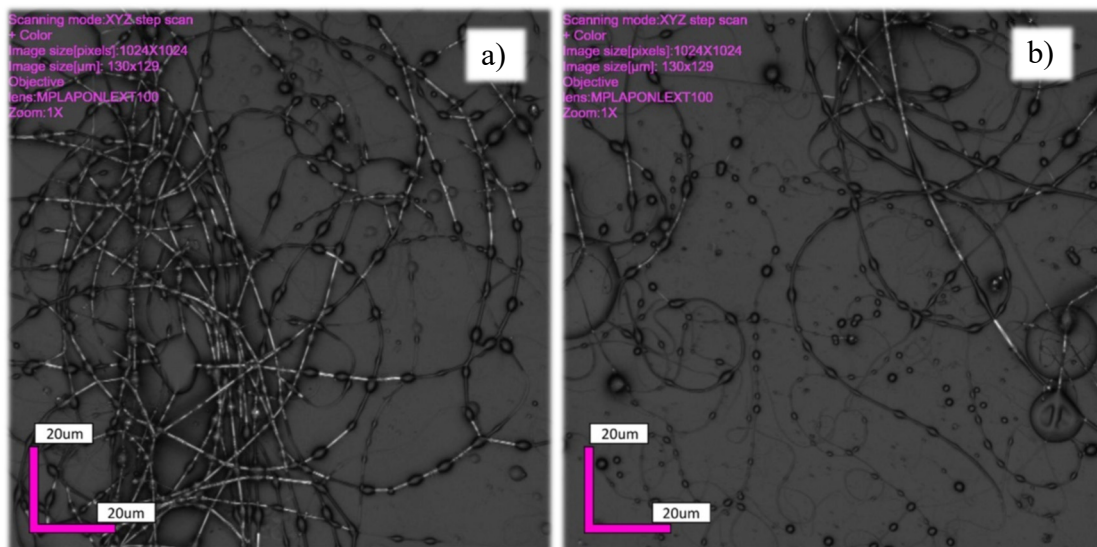 Scanning mode:XYZ step scan
+ Color
Image size[pixels]:1024X1024
Image size[µm]: 130x129
Objective
lens:MPLAPONLEXT100
Zoom:1X
a)
20um
20um
Scanning mode:XYZ step scan
+ Color
Image size[pixels]:1024X1024
Image size[µm]: 130x129
Objective
lens:MPLAPONLEXT100
Zoom:1X
b)
20um
20um